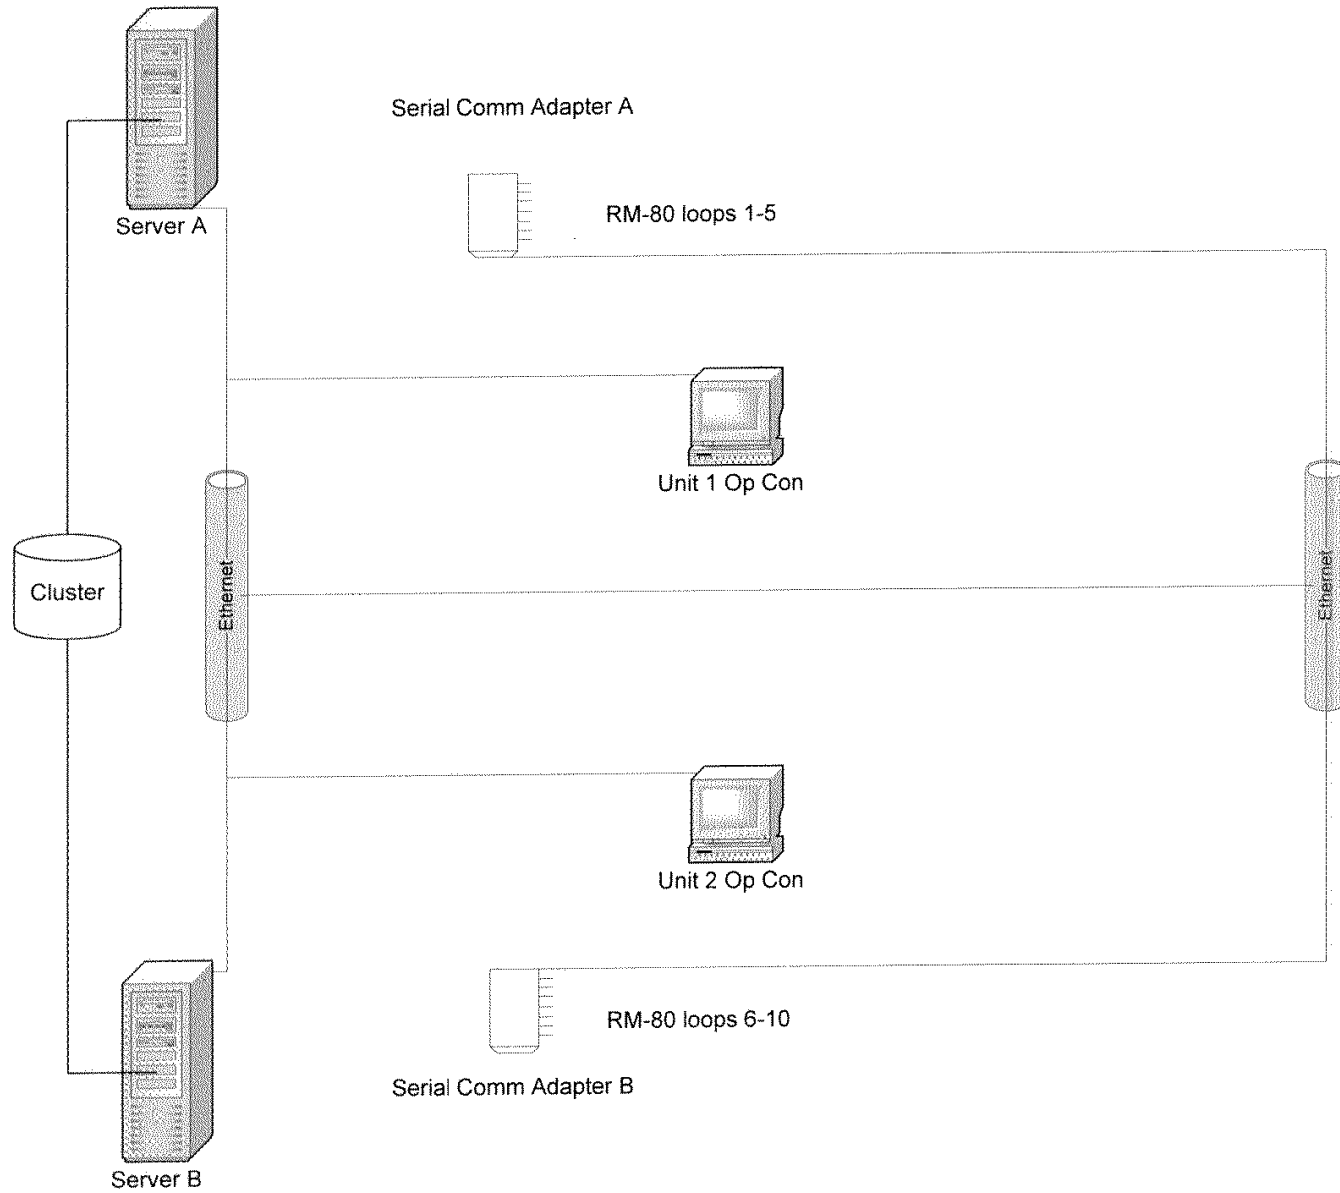 Serial Comm Adapter A
RM-80 loops 1-5
Server A
Unit 1 Op Con
Cluster
Ethernet
Ethernet
Unit 2 Op Con
RM-80 loops 6-10
Serial Comm Adapter B
Server B